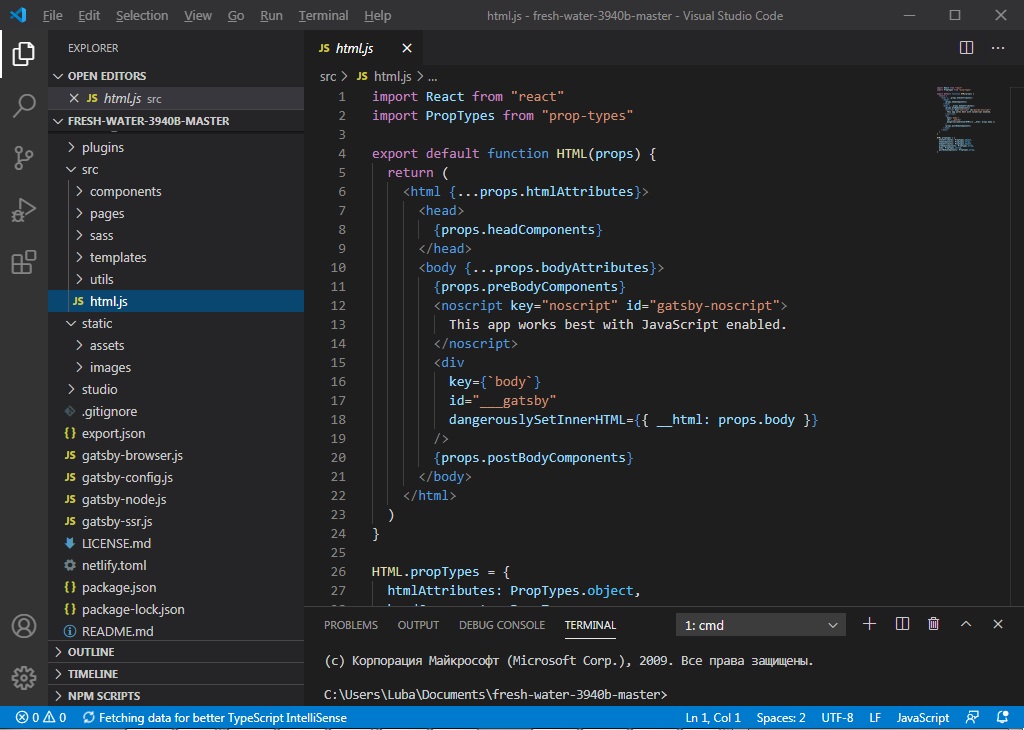 File Edit Selection View Go Run Terminal Help html.js - fresh-water-3940b-master - Visual Studio Code
EXPLORER
OPEN EDITORS
JS html.js src
FRESH-WATER-3940B-MASTER
plugins
src
components
pages
sass
templates
utils
JS html.js
static
assets
images
studio
.gitignore
{} export.json
JS gatsby-browser.js
JS gatsby-config.js
JS gatsby-node.js
JS gatsby-ssr.js
LICENSE.md
netlify.toml
{} package.json
{} package-lock.json
README.md
OUTLINE
TIMELINE
NPM SCRIPTS
JS html.js
src > JS html.js > ...
1 import React from "react"
2 import PropTypes from "prop-types"
3
4 export default function HTML(props) {
5 return (
6 <html {...props.htmlAttributes}>
7 <head>
8 {props.headComponents}
9 </head>
10 <body {...props.bodyAttributes}>
11 {props.preBodyComponents}
12 <noscript key="noscript" id="gatsby-noscript">
13 This app works best with JavaScript enabled.
14 </noscript>
15 <div
16 key={`body`}
17 id="___gatsby"
18 dangerouslySetInnerHTML={{ __html: props.body }}
19 />
20 {props.postBodyComponents}
21 </body>
22 </html>
23 )
24 }
25
26 HTML.propTypes = {
27 htmlAttributes: PropTypes.object,
PROBLEMS OUTPUT DEBUG CONSOLE TERMINAL 1: cmd
(c) Корпорация Майкрософт (Microsoft Corp.), 2009. Все права защищены.
C:\Users\Luba\Documents\fresh-water-3940b-master>
0 0 Fetching data for better TypeScript IntelliSense Ln 1, Col 1 Spaces: 2 UTF-8 LF JavaScript